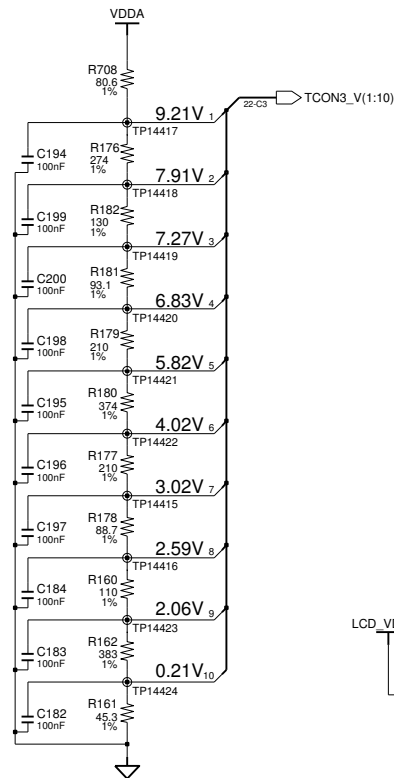 VDDA
R708
80.6
1%
22-C3
TCON3_V(1:10)
9.21V 1
TP14417
C194
100nF
R176
274
1%
7.91V 2
TP14418
C199
100nF
R182
130
1%
7.27V 3
TP14419
C200
100nF
R181
93.1
1%
6.83V 4
TP14420
C198
100nF
R179
210
1%
5.82V 5
TP14421
C195
100nF
R180
374
1%
4.02V 6
TP14422
C196
100nF
R177
210
1%
3.02V 7
TP14415
C197
100nF
R178
88.7
1%
2.59V 8
TP14416
C184
100nF
R160
110
1%
2.06V 9
TP14423
LCD_VD
C183
100nF
R162
383
1%
0.21V 10
TP14424
C182
100nF
R161
45.3
1%